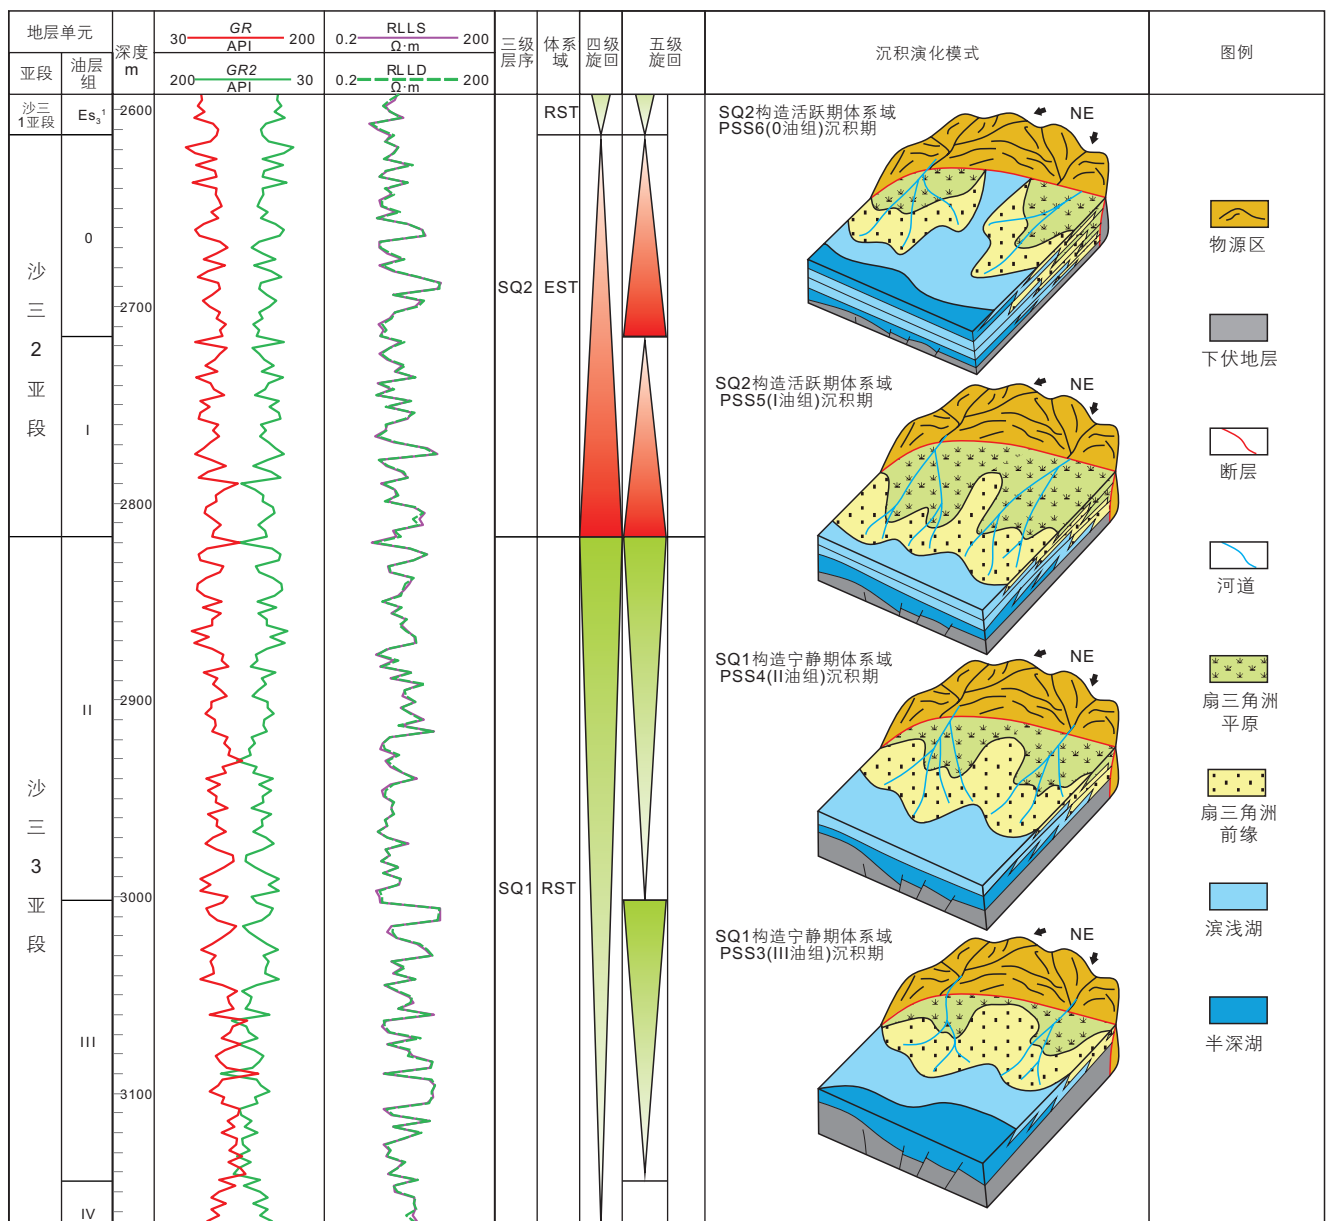 地层单元
亚段
油层
组
深度
m
GR
30 200
API
GR2
200 30
API
RLLS
0.2 200
Ω·m
RLLD
0.2 200
Ω·m
三级
层序
体系
域
四级
旋回
五级
旋回
沉积演化模式
图例
沙三
1亚段
Es₃¹
沙
三
2
亚
段
0
I
沙
三
3
亚
段
II
III
IV
2600
2700
2800
2900
3000
3100
RST
SQ2
EST
SQ1
RST
SQ2构造活跃期体系域
PSS6(0油组)沉积期
NE
SQ2构造活跃期体系域
PSS5(I油组)沉积期
NE
SQ1构造宁静期体系域
PSS4(II油组)沉积期
NE
SQ1构造宁静期体系域
PSS3(III油组)沉积期
NE
物源区
下伏地层
断层
河道
扇三角洲
平原
扇三角洲
前缘
滨浅湖
半深湖